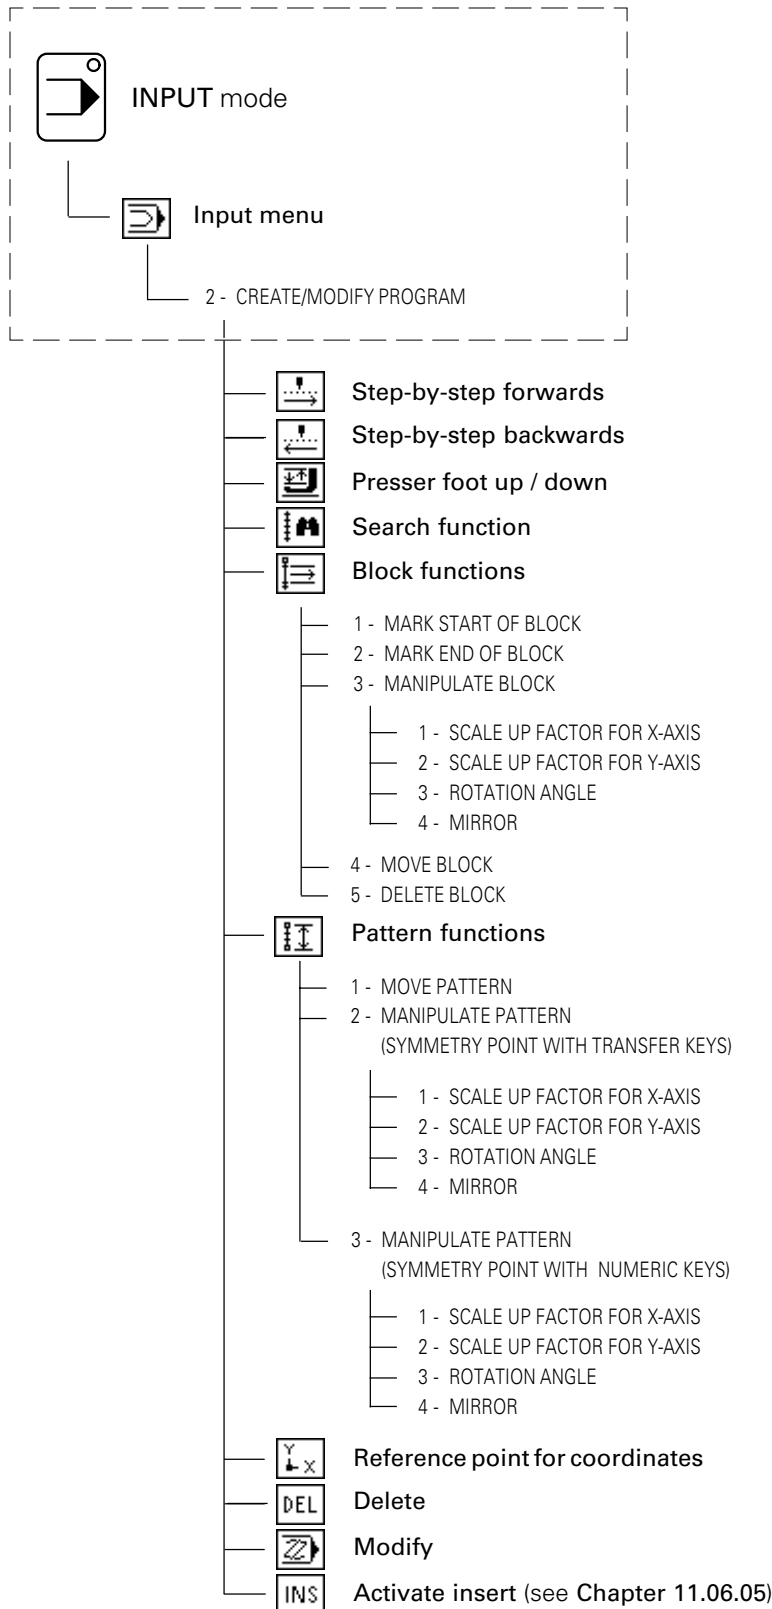 INPUT mode
Input menu
2 - CREATE/MODIFY PROGRAM
Step-by-step forwards
Step-by-step backwards
Presser foot up / down
Search function
Block functions
1 - MARK START OF BLOCK
2 - MARK END OF BLOCK
3 - MANIPULATE BLOCK
1 - SCALE UP FACTOR FOR X-AXIS
2 - SCALE UP FACTOR FOR Y-AXIS
3 - ROTATION ANGLE
4 - MIRROR
4 - MOVE BLOCK
5 - DELETE BLOCK
Pattern functions
1 - MOVE PATTERN
2 - MANIPULATE PATTERN
(SYMMETRY POINT WITH TRANSFER KEYS)
1 - SCALE UP FACTOR FOR X-AXIS
2 - SCALE UP FACTOR FOR Y-AXIS
3 - ROTATION ANGLE
4 - MIRROR
3 - MANIPULATE PATTERN
(SYMMETRY POINT WITH NUMERIC KEYS)
1 - SCALE UP FACTOR FOR X-AXIS
2 - SCALE UP FACTOR FOR Y-AXIS
3 - ROTATION ANGLE
4 - MIRROR
Y
X
Reference point for coordinates
DEL Delete
Modify
INS Activate insert (see Chapter 11.06.05)